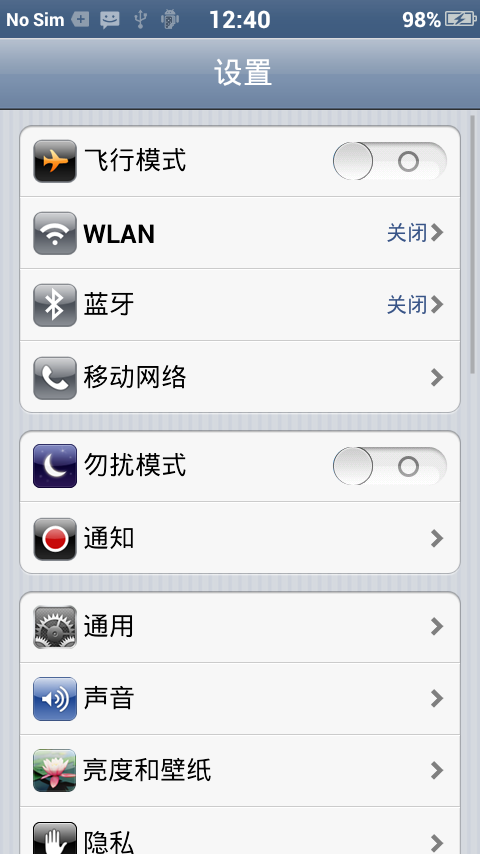 No Sim 12:40 98%
设置
飞行模式
WLAN 关闭
蓝牙 关闭
移动网络
勿扰模式
通知
通用
声音
亮度和壁纸
隐私